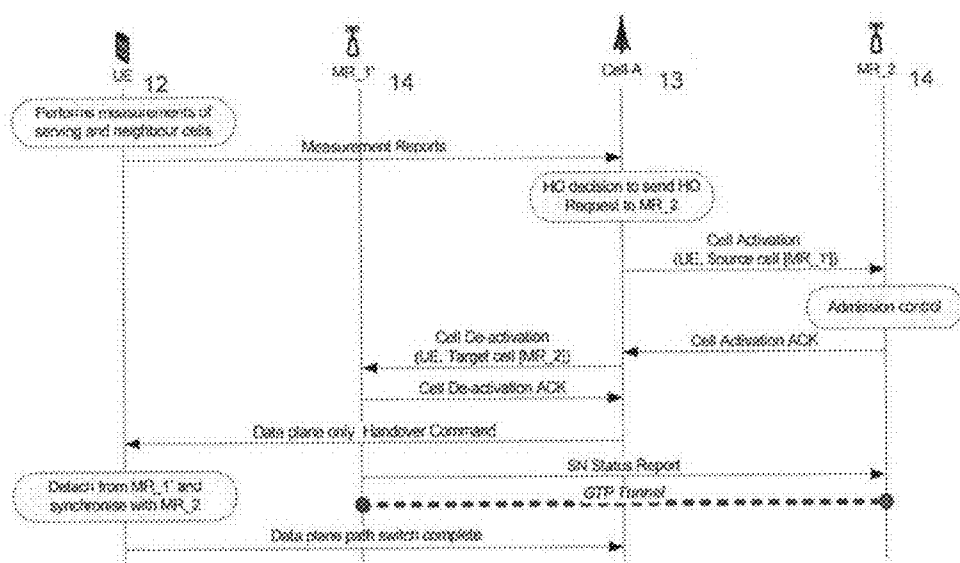 UE
12
MR_1'
14
Cell A
13
MR_2
14
Performs measurements of
serving and neighbour cells
Measurement Reports
HO decision to send HO
Request to MR_2
Cell Activation
(UE, Source cell [MR_1'])
Admission control
Cell Activation ACK
Cell De-activation
(UE, Target cell [MR_2])
Cell De-activation ACK
Data plane only Handover Command
SN Status Report
Detach from MR_1' and
synchronise with MR_2
GTP Tunnel
Data plane path switch complete